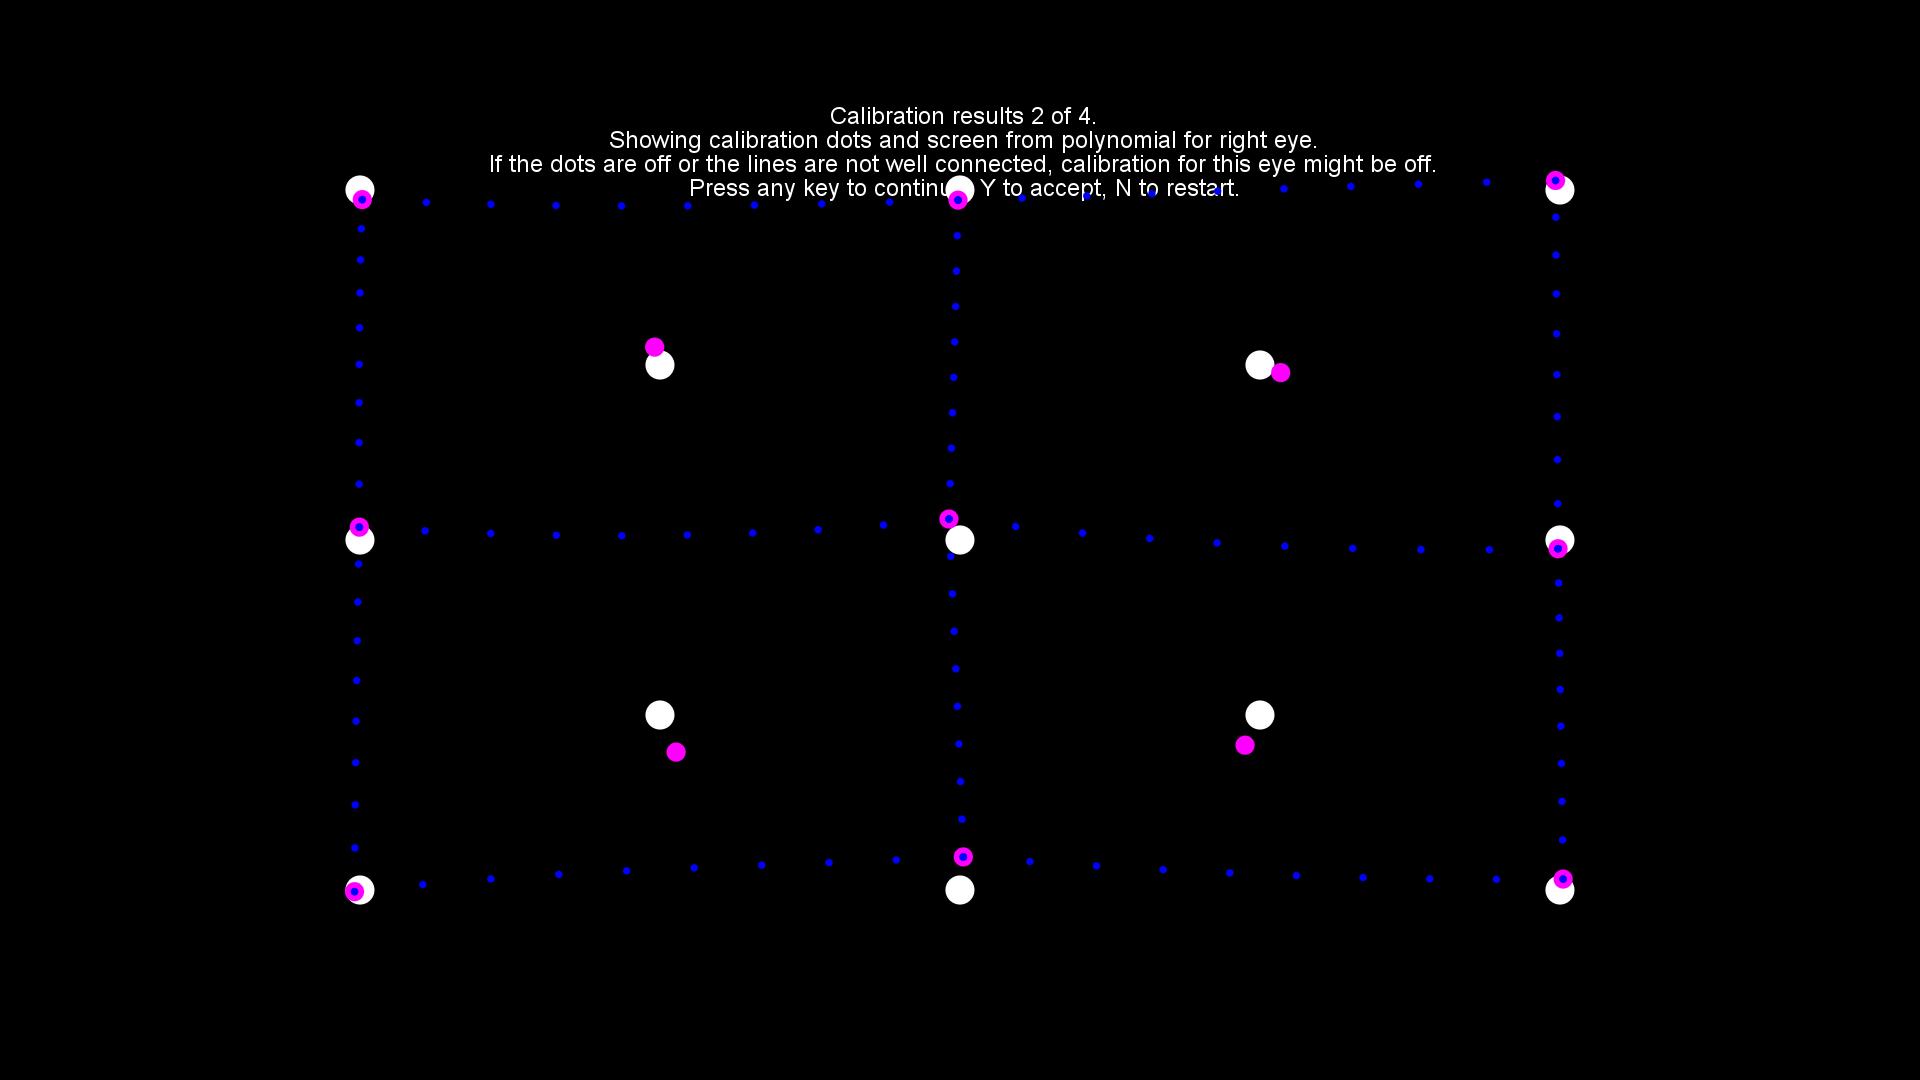 Calibration results 2 of 4.
Showing calibration dots and screen from polynomial for right eye.
If the dots are off or the lines are not well connected, calibration for this eye might be off.
Press any key to continue, Y to accept, N to restart.